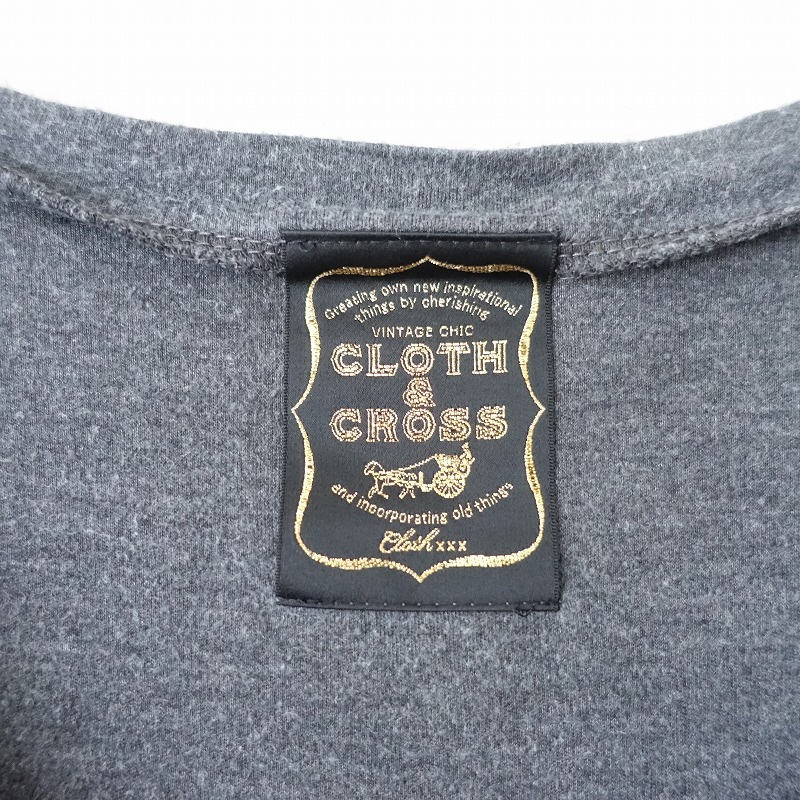 Creating own new inspirational
things by cherishing
VINTAGE CHIC
CLOTH
&
CROSS
and incorporating old things
Cloth xxx